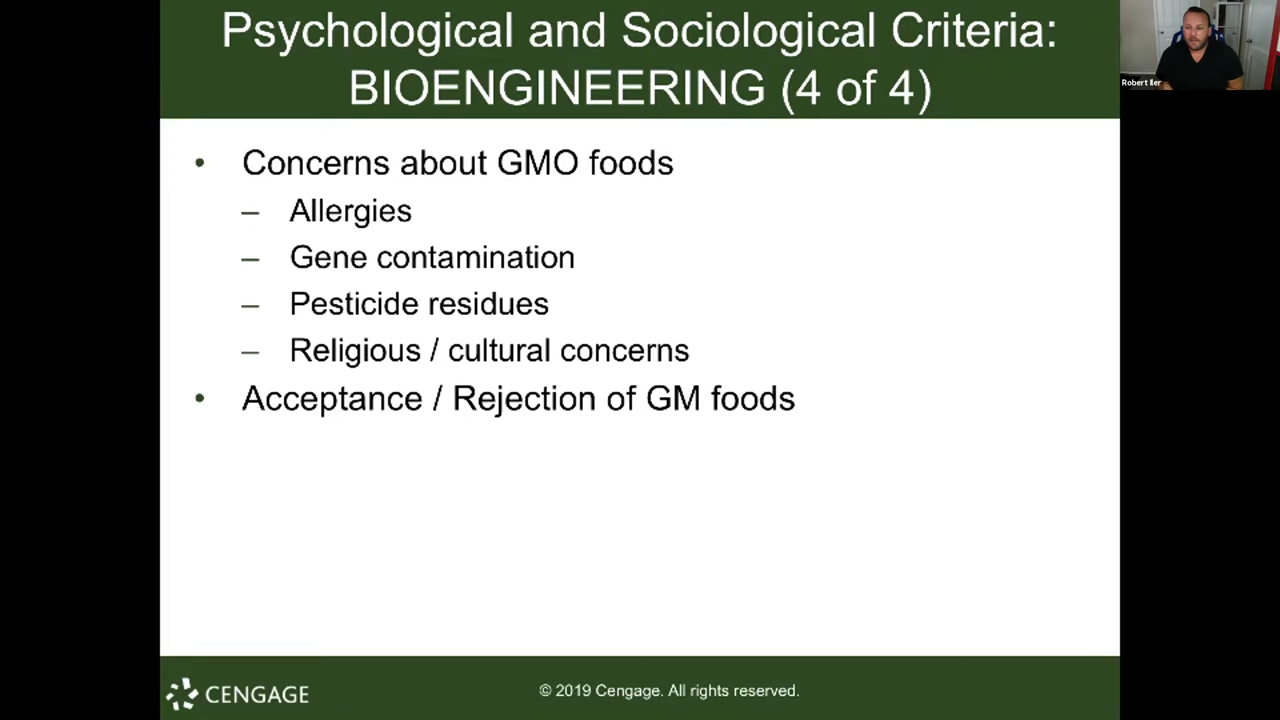 Psychological and Sociological Criteria:
BIOENGINEERING (4 of 4)
Robert Iler
• Concerns about GMO foods
– Allergies
– Gene contamination
– Pesticide residues
– Religious / cultural concerns
• Acceptance / Rejection of GM foods
CENGAGE
© 2019 Cengage. All rights reserved.